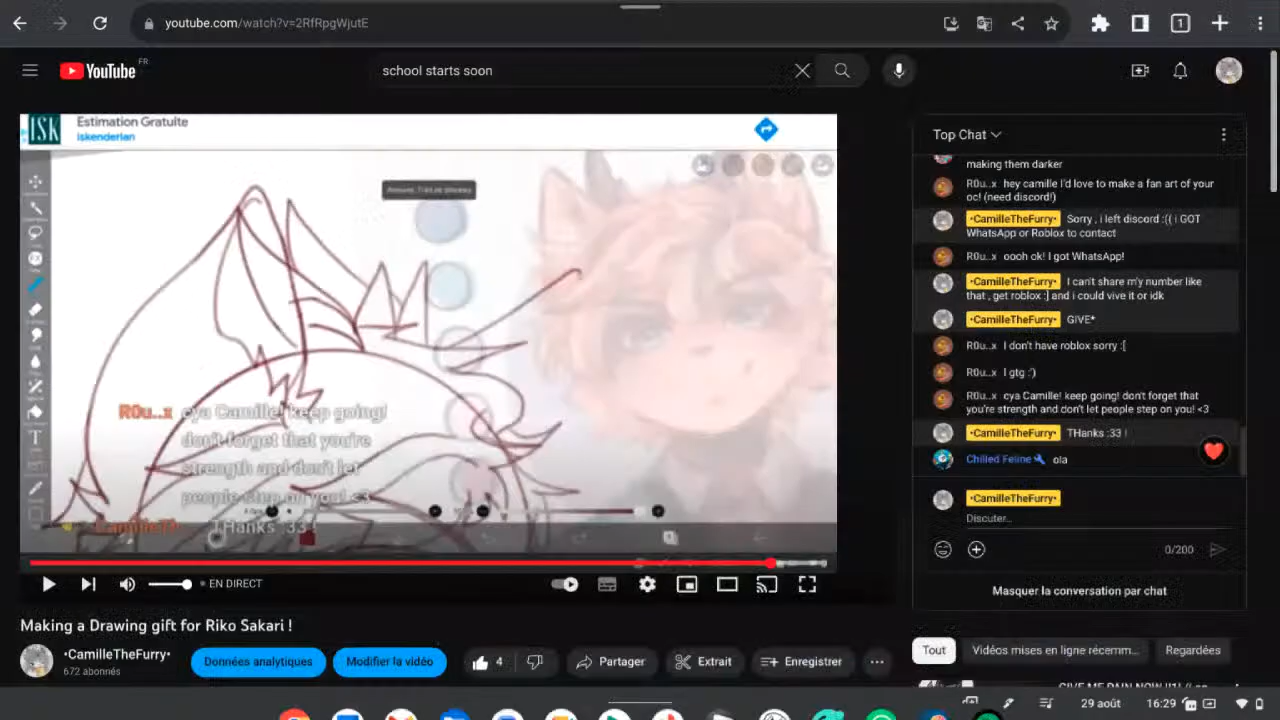 youtube.com/watch?v=2RfRpgWjutE
1
YouTube FR
school starts soon
ISK
Estimation Gratuite
iskenderian
T
R0u..x cya Camille! keep going!
don't forget that you're
strength and don't let
people step on you! <3
THanks :33 !
EN DIRECT
Making a Drawing gift for Riko Sakari !
•CamilleTheFurry•
672 abonnés
Données analytiques
Modifier la vidéo
4
Partager
Extrait
Enregistrer
Top Chat
making them darker
R0u..x hey camille I'd love to make a fan art of your
oc! (need discord!)
•CamilleTheFurry• Sorry , i left discord :(( i GOT
WhatsApp or Roblox to contact
R0u..x oooh ok! I got WhatsApp!
•CamilleTheFurry• I can't share m'y number like
that , get roblox :] and i could vive it or idk
•CamilleTheFurry• GIVE*
R0u..x I don't have roblox sorry :[
R0u..x I gtg :')
R0u..x cya Camille! keep going! don't forget that
you're strength and don't let people step on you! <3
•CamilleTheFurry• THanks :33 !
Chilled Feline ola
•CamilleTheFurry•
Discuter...
0/200
Masquer la conversation par chat
Tout
Vidéos mises en ligne récemm...
Regardées
29 août
16:29